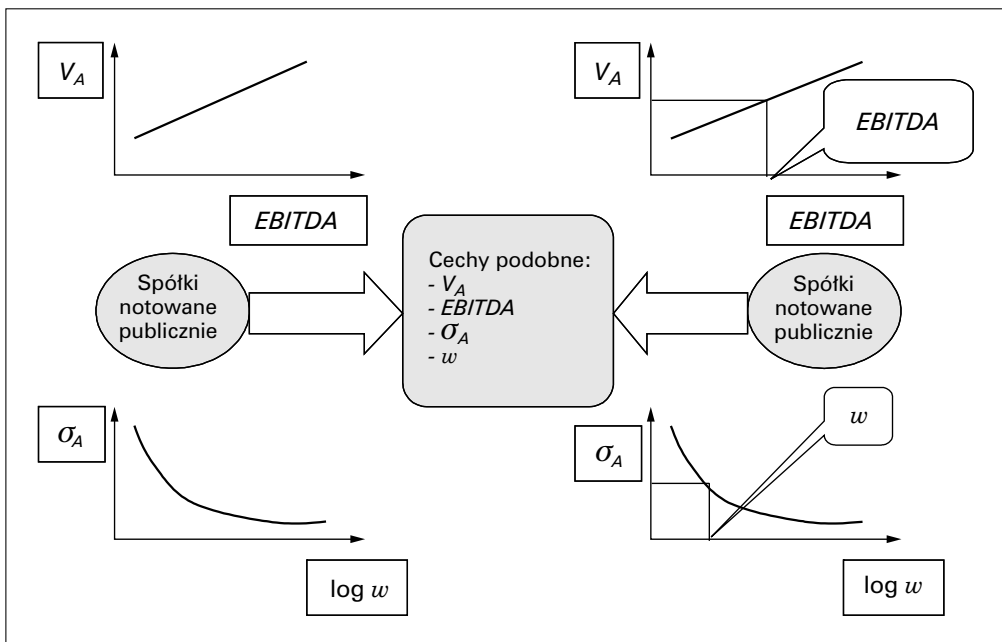 V_A
V_A
EBITDA
EBITDA
EBITDA
Spółki
notowane
publicznie
Cechy podobne:
- V_A
- EBITDA
- σ_A
- w
Spółki
notowane
publicznie
σ_A
σ_A
w
log w
log w